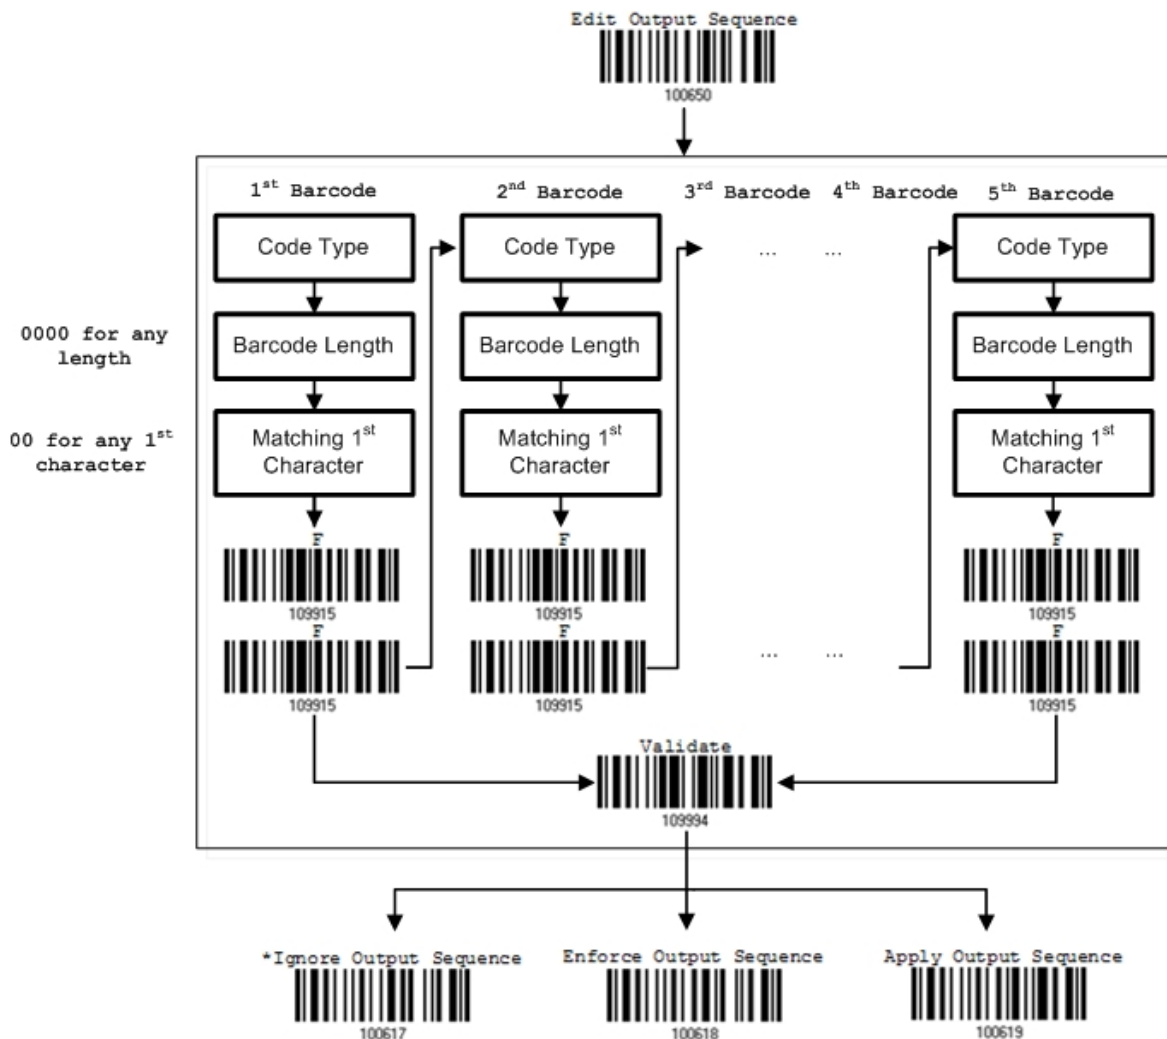 Edit Output Sequence
100650
1st Barcode
2nd Barcode
3rd Barcode
4th Barcode
5th Barcode
Code Type
Code Type
... ...
Code Type
0000 for any
length
Barcode Length
Barcode Length
Barcode Length
00 for any 1st
character
Matching 1st
Character
Matching 1st
Character
Matching 1st
Character
F
F
F
109915
109915
109915
F
F
F
... ...
109915
109915
109915
Validate
109994
*Ignore Output Sequence
Enforce Output Sequence
Apply Output Sequence
100617
100618
100619